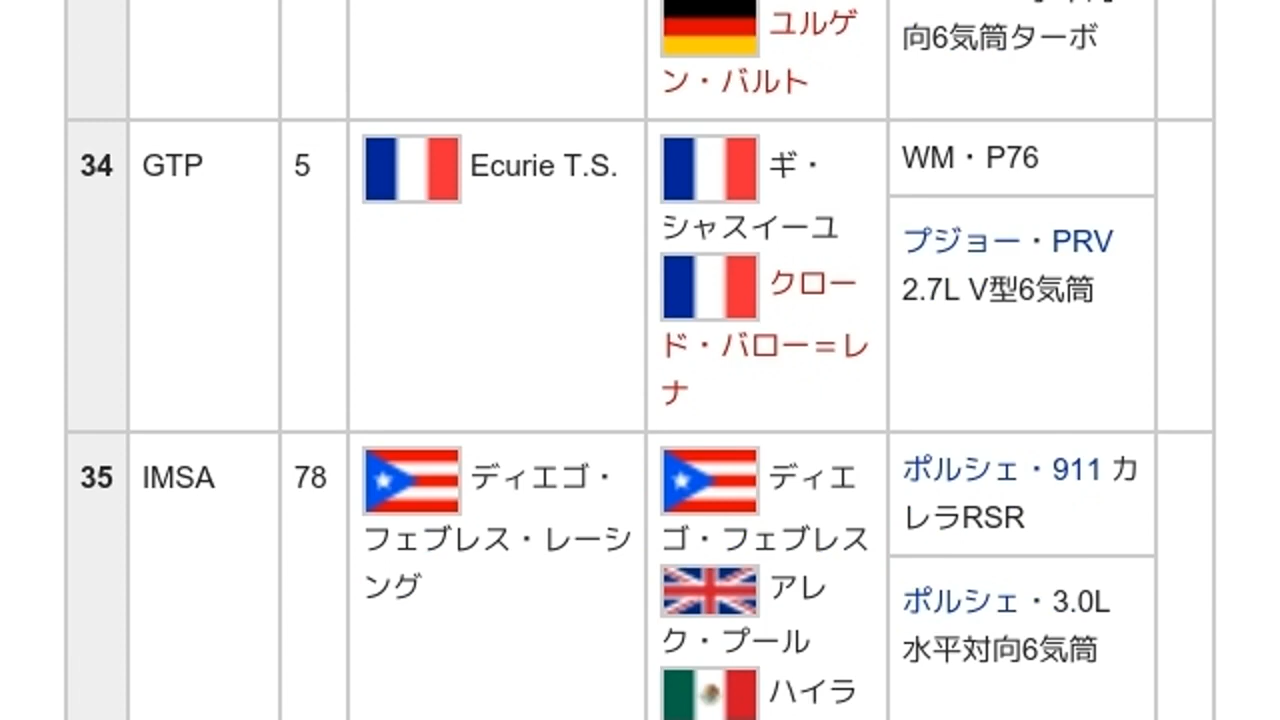 ユルゲ
ン・バルト
向6気筒ターボ
34 GTP 5 Ecurie T.S. ギ・
シャスイーユ
クロー
ド・バロー＝レ
ナ
WM・P76
プジョー・PRV
2.7L V型6気筒
35 IMSA 78 ディエゴ・
フェブレス・レーシ
ング
ディエ
ゴ・フェブレス
アレ
ク・プール
ハイラ
ポルシェ・911 カ
レラRSR
ポルシェ・3.0L
水平対向6気筒